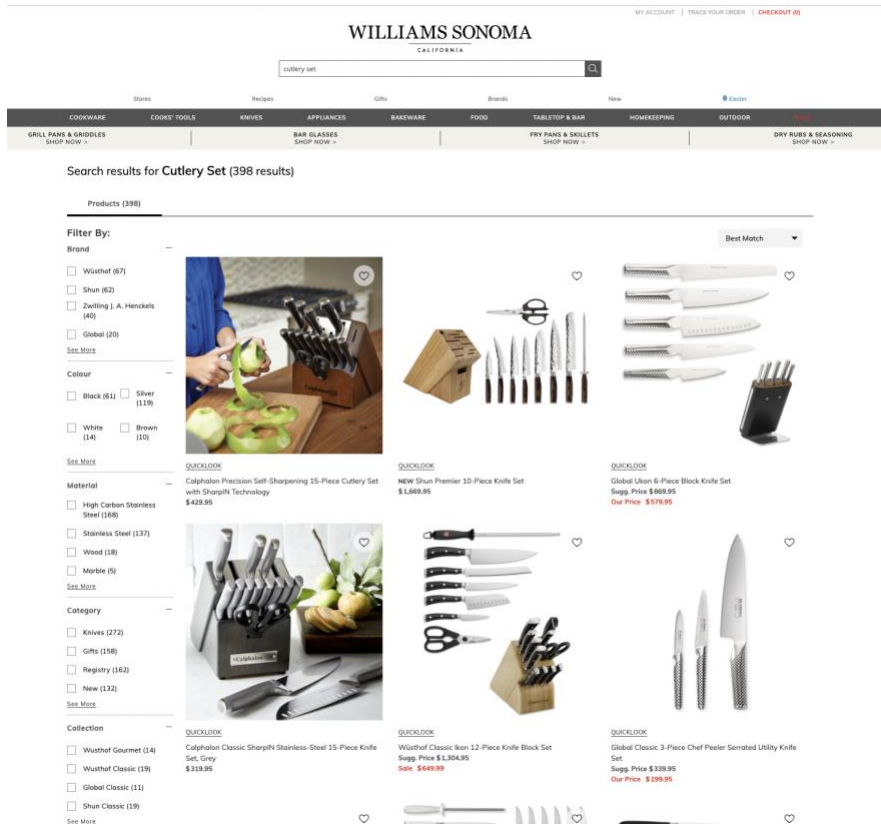 MY ACCOUNT | TRACK YOUR ORDER | CHECKOUT (0)
WILLIAMS SONOMA
CALIFORNIA
cutlery set
Stores Recipes Gifts Brands New Easter
COOKWARE COOKS' TOOLS KNIVES APPLIANCES BAKEWARE FOOD TABLETOP & BAR HOMEKEEPING OUTDOOR SALE
GRILL PANS & GRIDDLES BAR GLASSES FRY PANS & SKILLETS DRY RUBS & SEASONING
SHOP NOW > SHOP NOW > SHOP NOW > SHOP NOW >
Search results for Cutlery Set (398 results)
Products (398)
Filter By:
Best Match
Brand
Wüsthof (67)
Shun (62)
Zwilling J. A. Henckels
(40)
Global (20)
See More
Colour
Black (61) Silver
(119)
White Brown
(14) (10)
See More
Material
High Carbon Stainless
Steel (168)
Stainless Steel (137)
Wood (18)
Marble (5)
See More
Category
Knives (272)
Gifts (158)
Registry (162)
New (132)
See More
Collection
Wusthof Gourmet (14)
Wusthof Classic (19)
Global Classic (11)
Shun Classic (19)
See More
QUICKLOOK
Calphalon Precision Self-Sharpening 15-Piece Cutlery Set
with SharpIN Technology
$429.95
QUICKLOOK
NEW Shun Premier 10-Piece Knife Set
$1,669.95
QUICKLOOK
Global Ukon 6-Piece Block Knife Set
Sugg. Price $869.95
Our Price $579.95
Calphalon
QUICKLOOK
Calphalon Classic SharpIN Stainless-Steel 15-Piece Knife
Set, Grey
$319.95
QUICKLOOK
Wüsthof Classic Ikon 12-Piece Knife Block Set
Sugg. Price $1,304.95
Sale $649.99
QUICKLOOK
Global Classic 3-Piece Chef Peeler Serrated Utility Knife
Set
Sugg. Price $339.95
Our Price $199.95